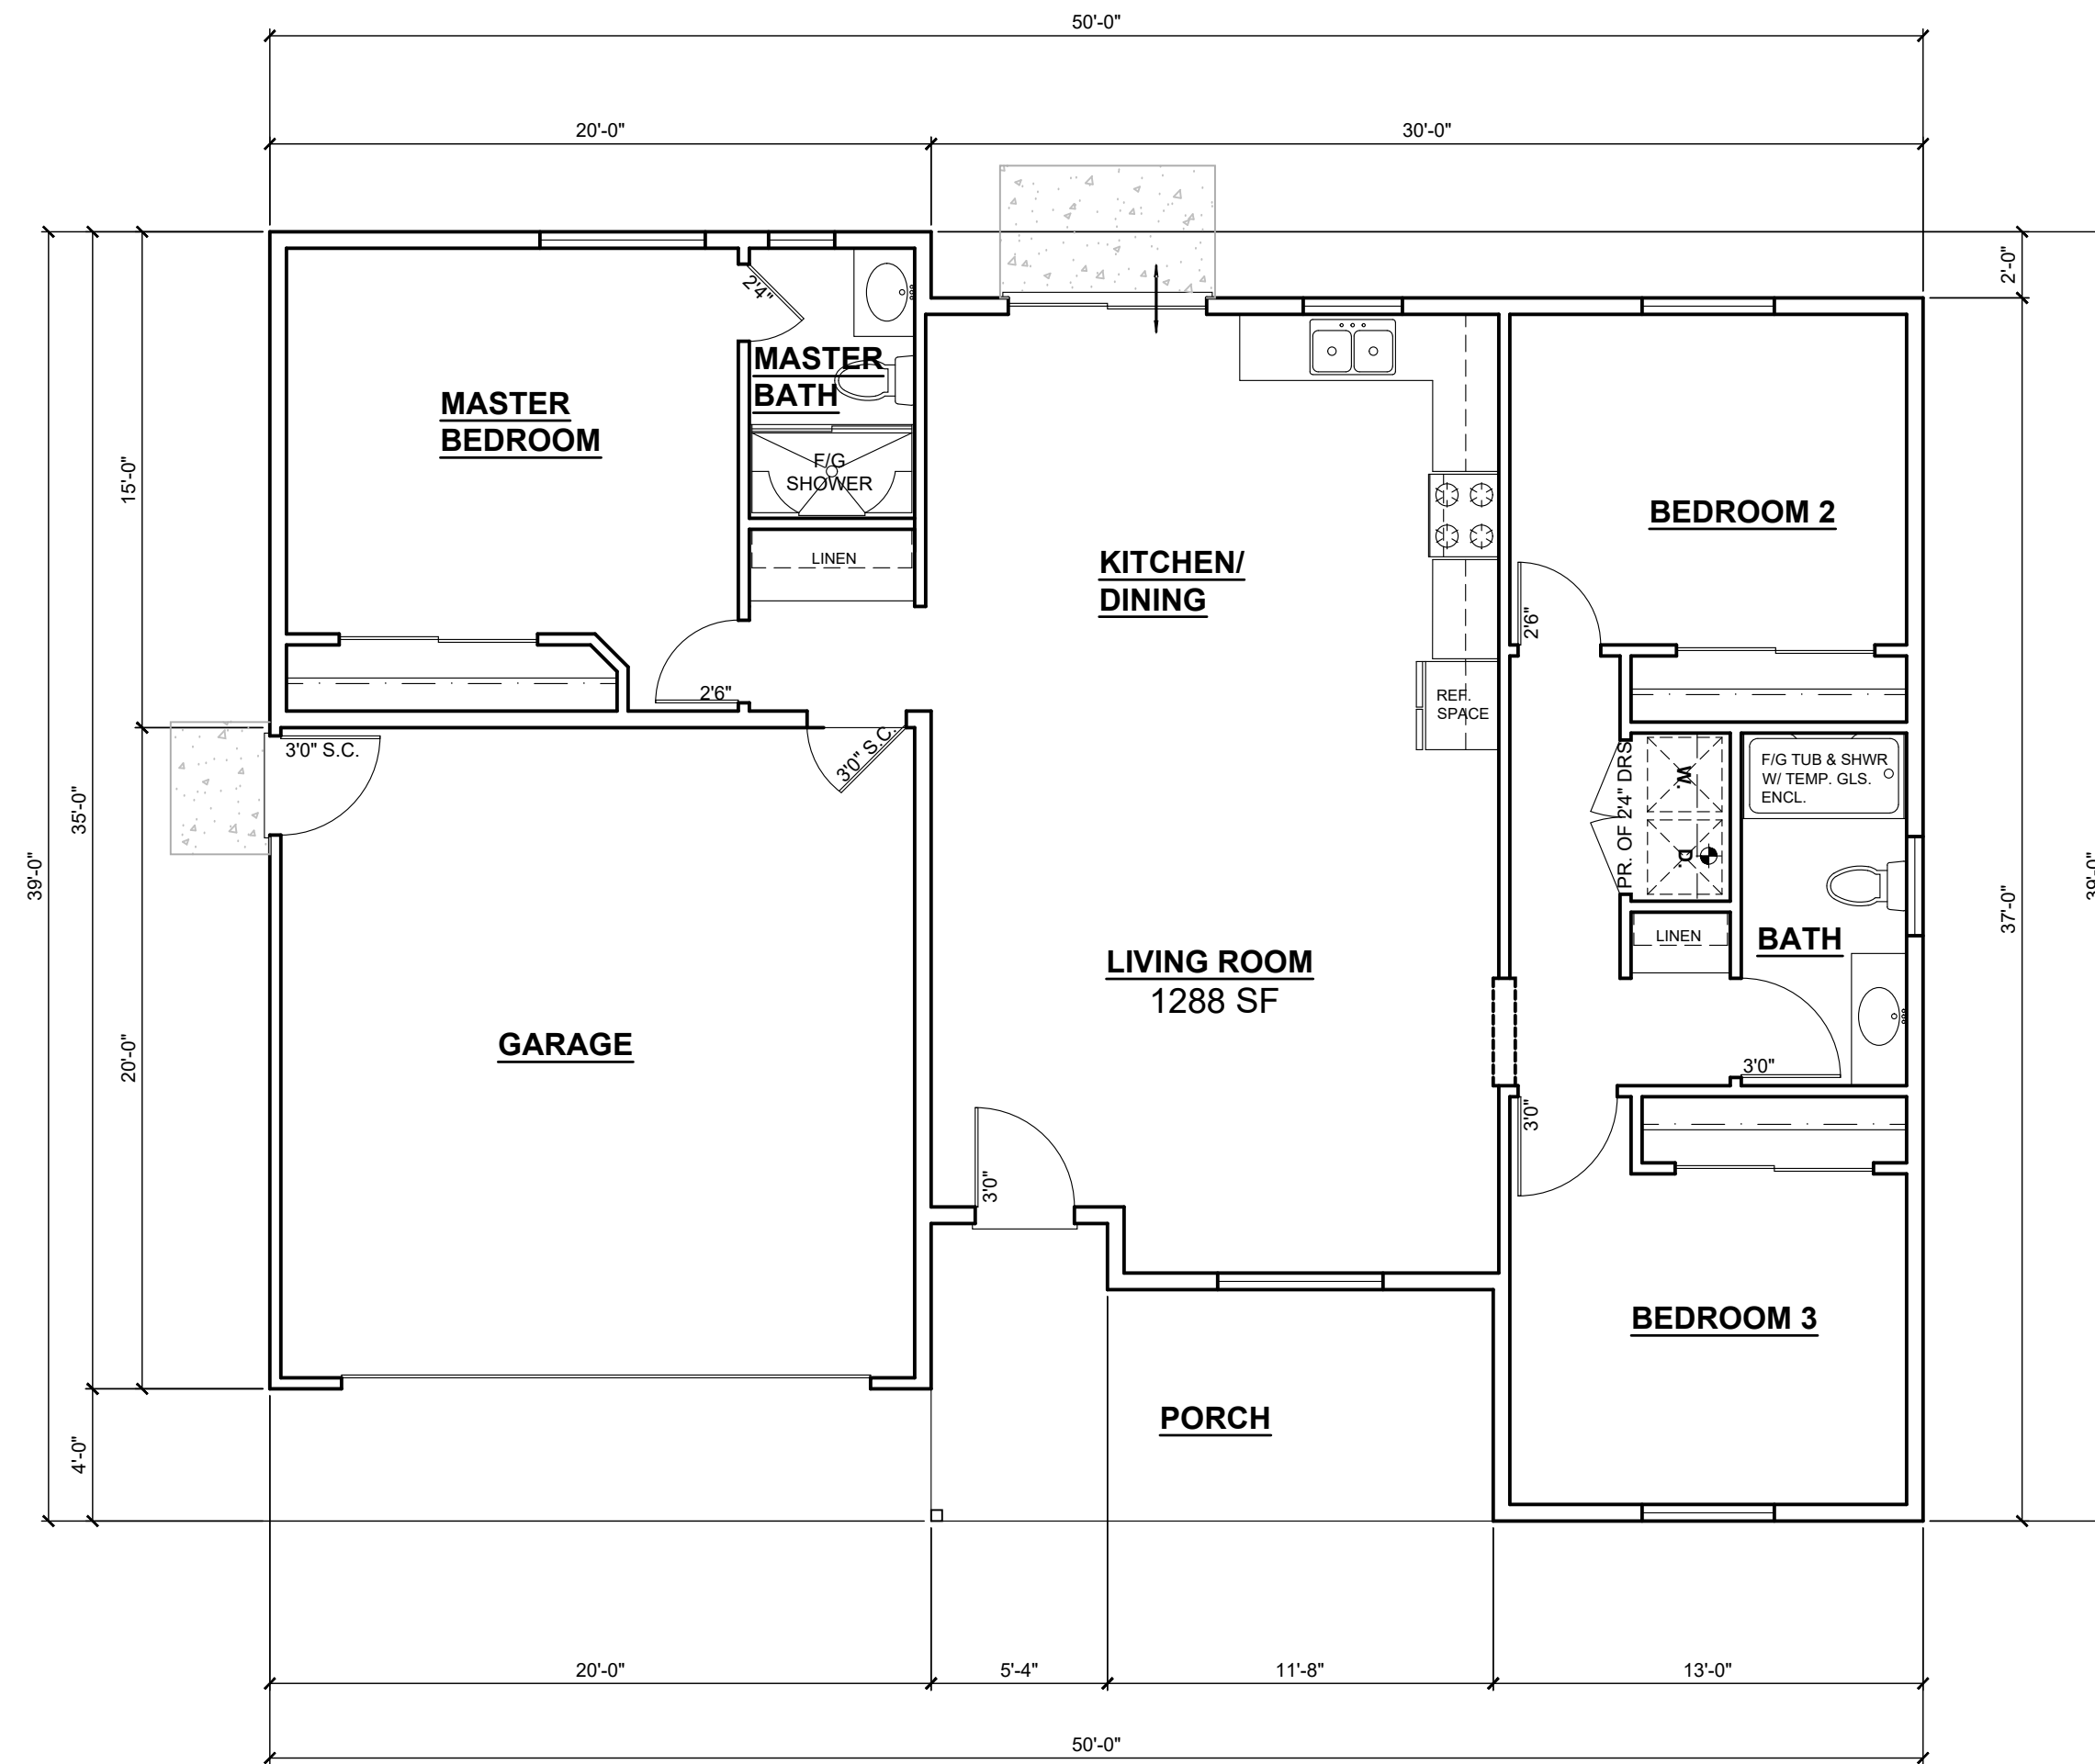 50'-0"
20'-0"
30'-0"
2'-0"
2'4"
MASTER
BATH
MASTER
BEDROOM
15'-0"
F/G
SHOWER
LINEN
KITCHEN/
DINING
BEDROOM 2
2'6"
2'6"
REF.
SPACE
3'0" S.C.
3'0" S.C.
PR. OF 2'4" DRS
W.
D.
F/G TUB & SHWR
W/ TEMP. GLS.
ENCL.
35'-0"
39'-0"
37'-0"
39'-0"
LINEN
BATH
LIVING ROOM
1288 SF
GARAGE
20'-0"
3'0"
3'0"
3'0"
BEDROOM 3
PORCH
4'-0"
20'-0"
5'-4"
11'-8"
13'-0"
50'-0"